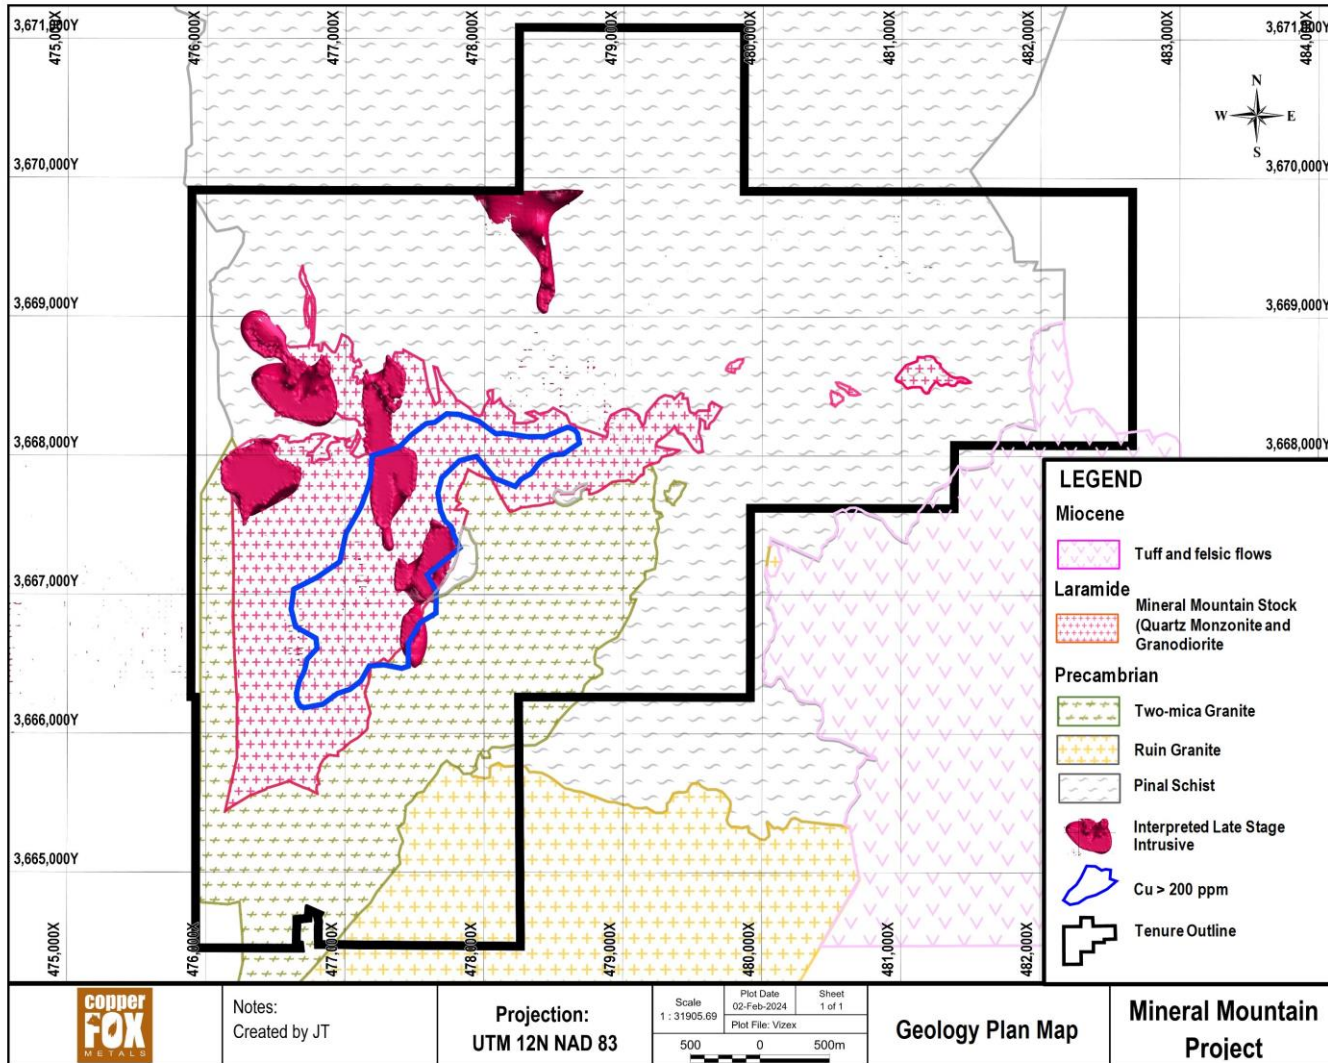 475,000X
476,000X
477,000X
478,000X
479,000X
480,000X
481,000X
482,000X
483,000X
484,000X
3,671,000Y
3,671,000Y
N
W
E
S
3,670,000Y
3,670,000Y
3,669,000Y
3,669,000Y
3,668,000Y
3,668,000Y
3,667,000Y
3,666,000Y
3,665,000Y
475,000X
476,000X
477,000X
478,000X
479,000X
480,000X
481,000X
482,000X
LEGEND
Miocene
Tuff and felsic flows
Laramide
Mineral Mountain Stock
(Quartz Monzonite and
Granodiorite
Precambrian
Two-mica Granite
Ruin Granite
Pinal Schist
Interpreted Late Stage
Intrusive
Cu > 200 ppm
Tenure Outline
copper
FOX
METALS
Notes:
Created by JT
Projection:
UTM 12N NAD 83
Scale
1 : 31905.69
Plot Date
02-Feb-2024
Sheet
1 of 1
Plot File: Vizex
500 0 500m
Geology Plan Map
Mineral Mountain
Project